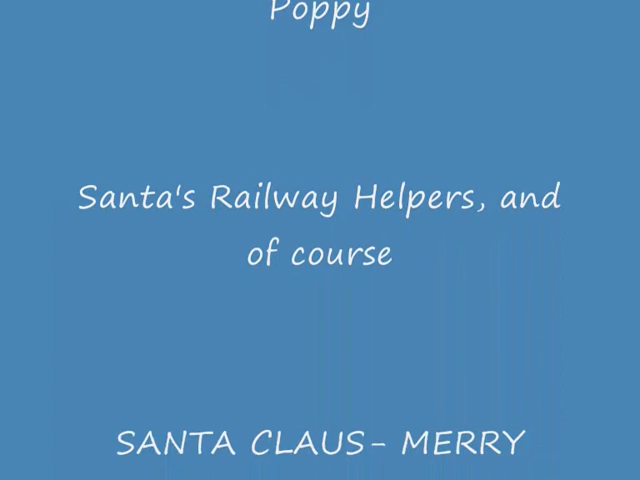 Poppy
Santa's Railway Helpers, and
of course
SANTA CLAUS- MERRY